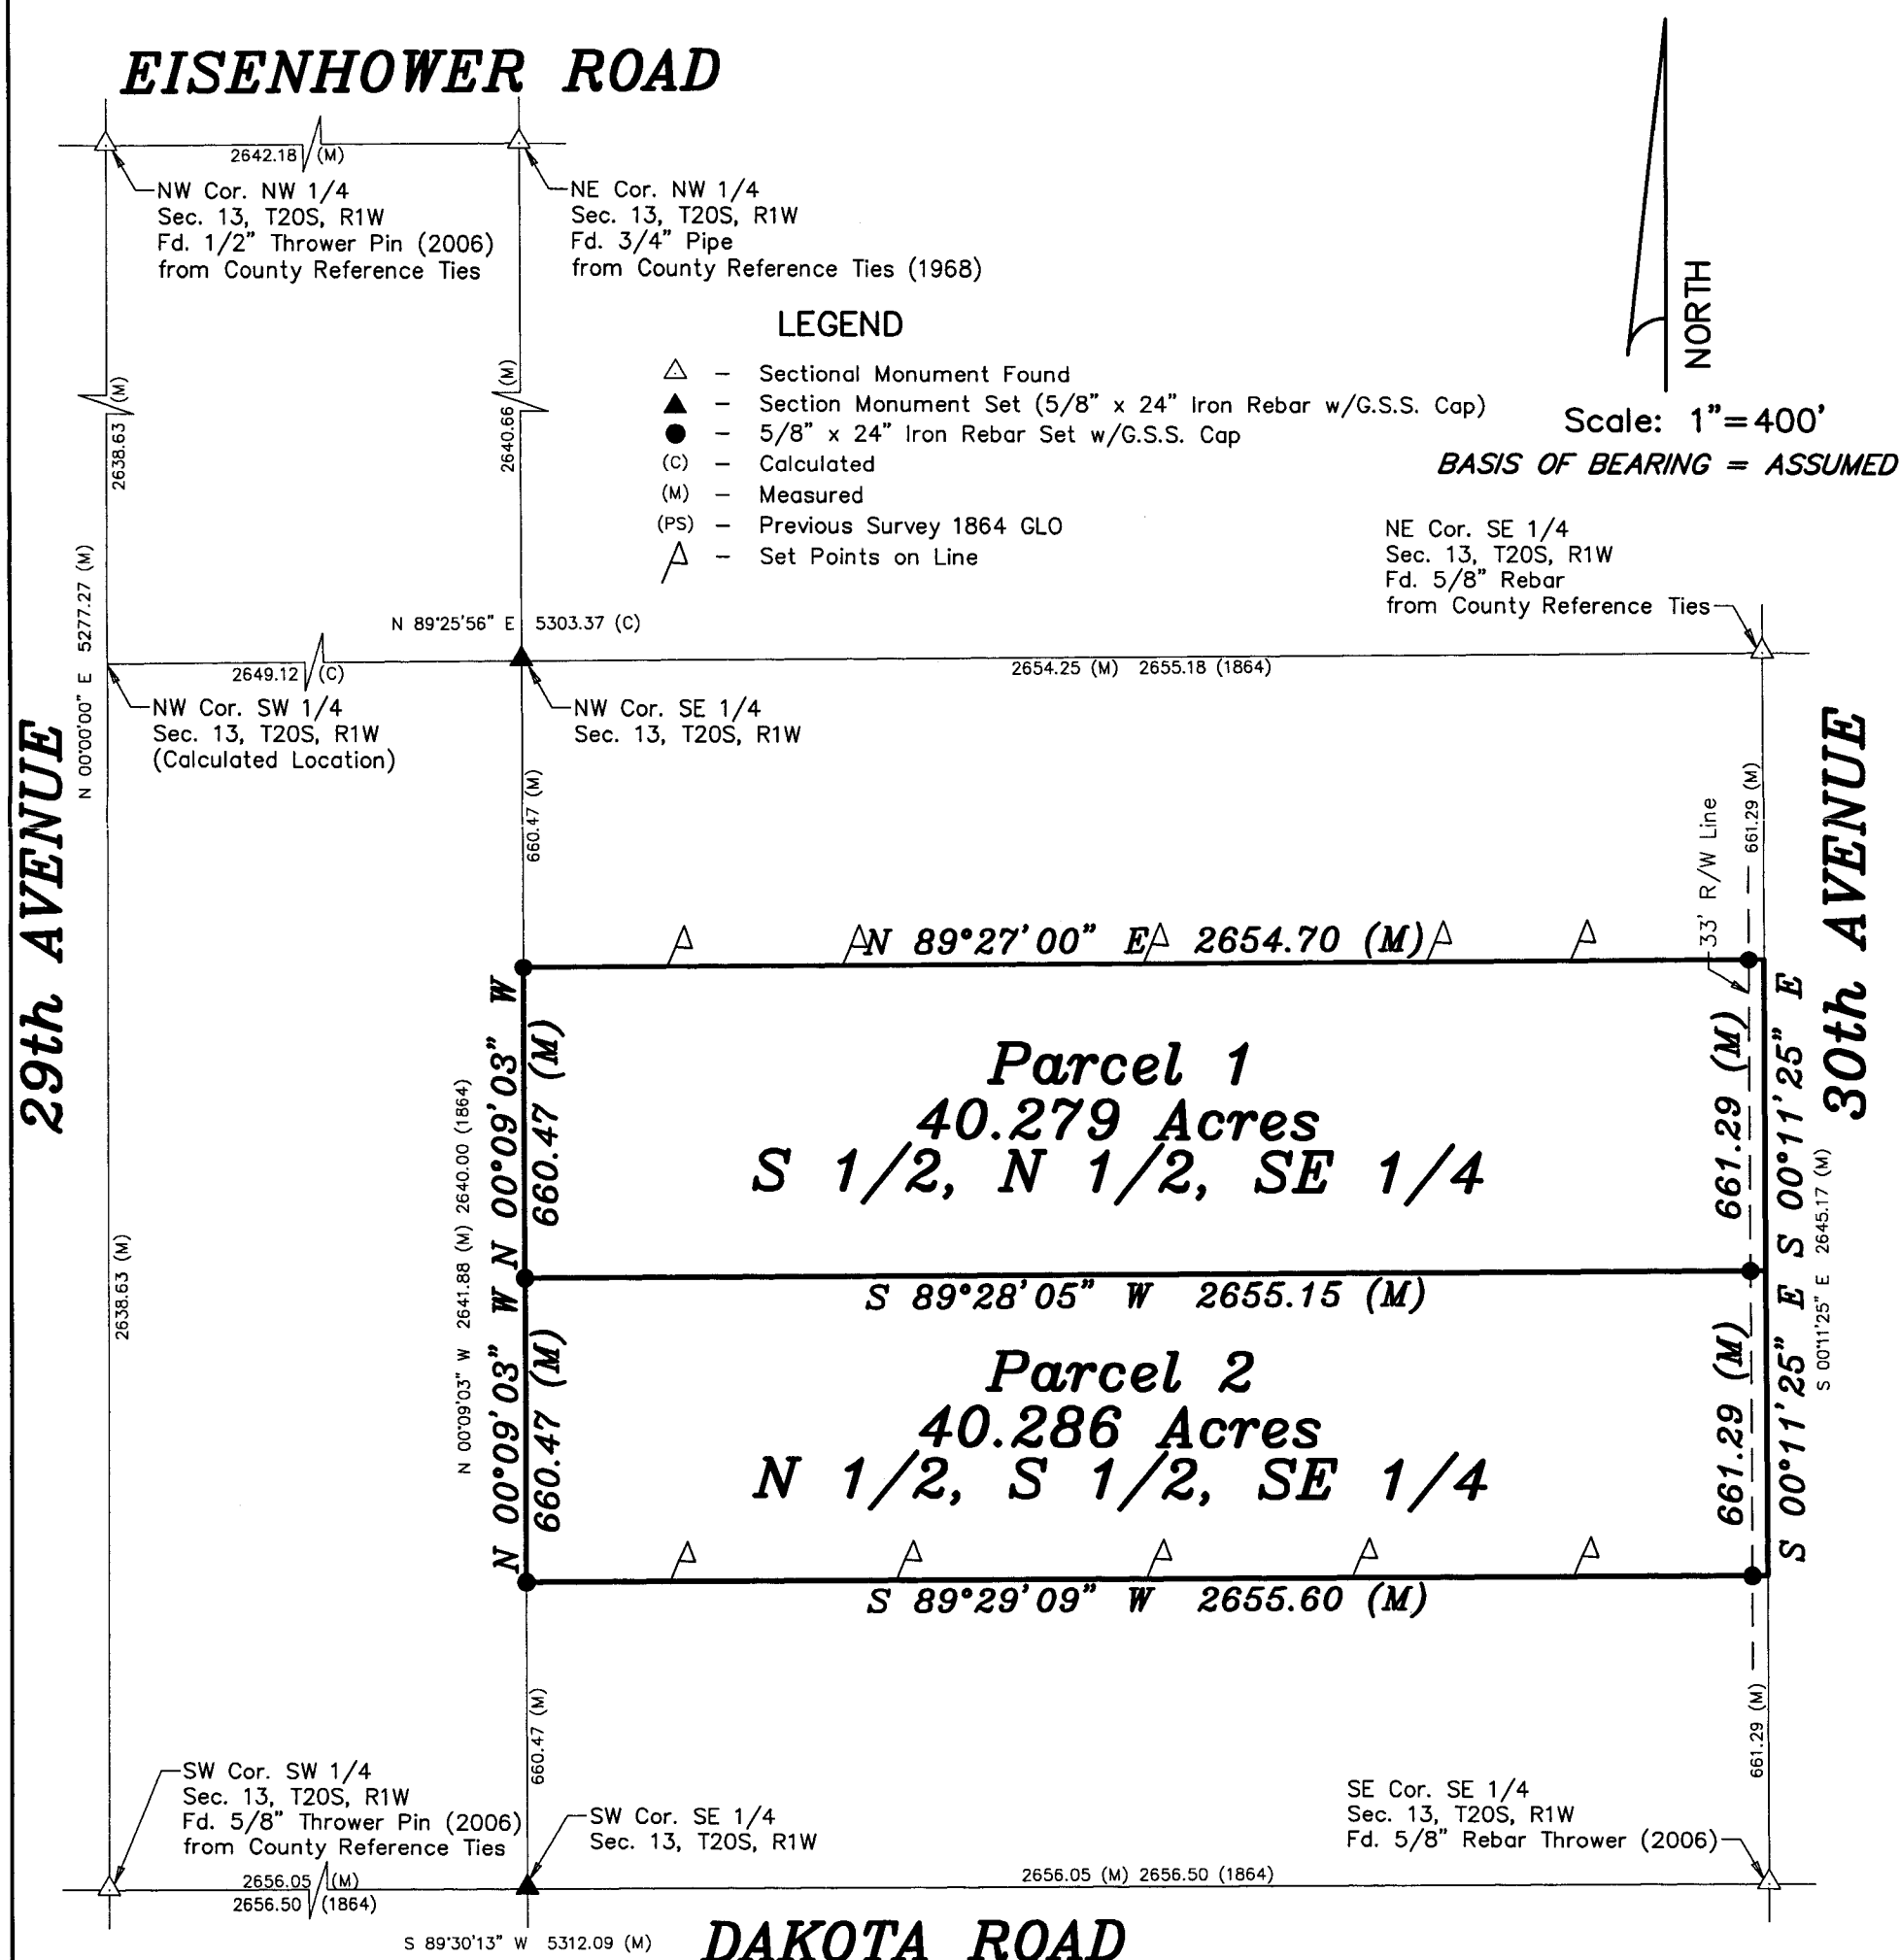 EISENHOWER ROAD
2642.18 (M)
NW Cor. NW 1/4
Sec. 13, T20S, R1W
Fd. 1/2" Thrower Pin (2006)
from County Reference Ties
NE Cor. NW 1/4
Sec. 13, T20S, R1W
Fd. 3/4" Pipe
from County Reference Ties (1968)
NORTH
Scale: 1"=400'
BASIS OF BEARING = ASSUMED
LEGEND
– Sectional Monument Found
– Section Monument Set (5/8" x 24" Iron Rebar w/G.S.S. Cap)
– 5/8" x 24" Iron Rebar Set w/G.S.S. Cap
(C) – Calculated
(M) – Measured
(PS) – Previous Survey 1864 GLO
– Set Points on Line
2638.63 (M)
2640.66 (M)
N 00°00'00" E 5277.27 (M)
NE Cor. SE 1/4
Sec. 13, T20S, R1W
Fd. 5/8" Rebar
from County Reference Ties
N 89°25'56" E 5303.37 (C)
2649.12 (C)
2654.25 (M) 2655.18 (1864)
NW Cor. SW 1/4
Sec. 13, T20S, R1W
(Calculated Location)
NW Cor. SE 1/4
Sec. 13, T20S, R1W
29th AVENUE
30th AVENUE
660.47 (M)
661.29 (M)
33' R/W Line
N 89°27'00" E 2654.70 (M)
N 00°09'03" W
660.47 (M)
Parcel 1
40.279 Acres
S 1/2, N 1/2, SE 1/4
661.29 (M)
S 00°11'25" E
N 00°09'03" W 2641.88 (M) 2640.00 (1864)
S 00°11'25" E 2645.17 (M)
2638.63 (M)
S 89°28'05" W 2655.15 (M)
N 00°09'03" W
660.47 (M)
Parcel 2
40.286 Acres
N 1/2, S 1/2, SE 1/4
661.29 (M)
S 00°11'25" E
S 89°29'09" W 2655.60 (M)
660.47 (M)
661.29 (M)
SW Cor. SW 1/4
Sec. 13, T20S, R1W
Fd. 5/8" Thrower Pin (2006)
from County Reference Ties
SW Cor. SE 1/4
Sec. 13, T20S, R1W
SE Cor. SE 1/4
Sec. 13, T20S, R1W
Fd. 5/8" Rebar Thrower (2006)
2656.05 (M)
2656.50 (1864)
2656.05 (M) 2656.50 (1864)
S 89°30'13" W 5312.09 (M)
DAKOTA ROAD